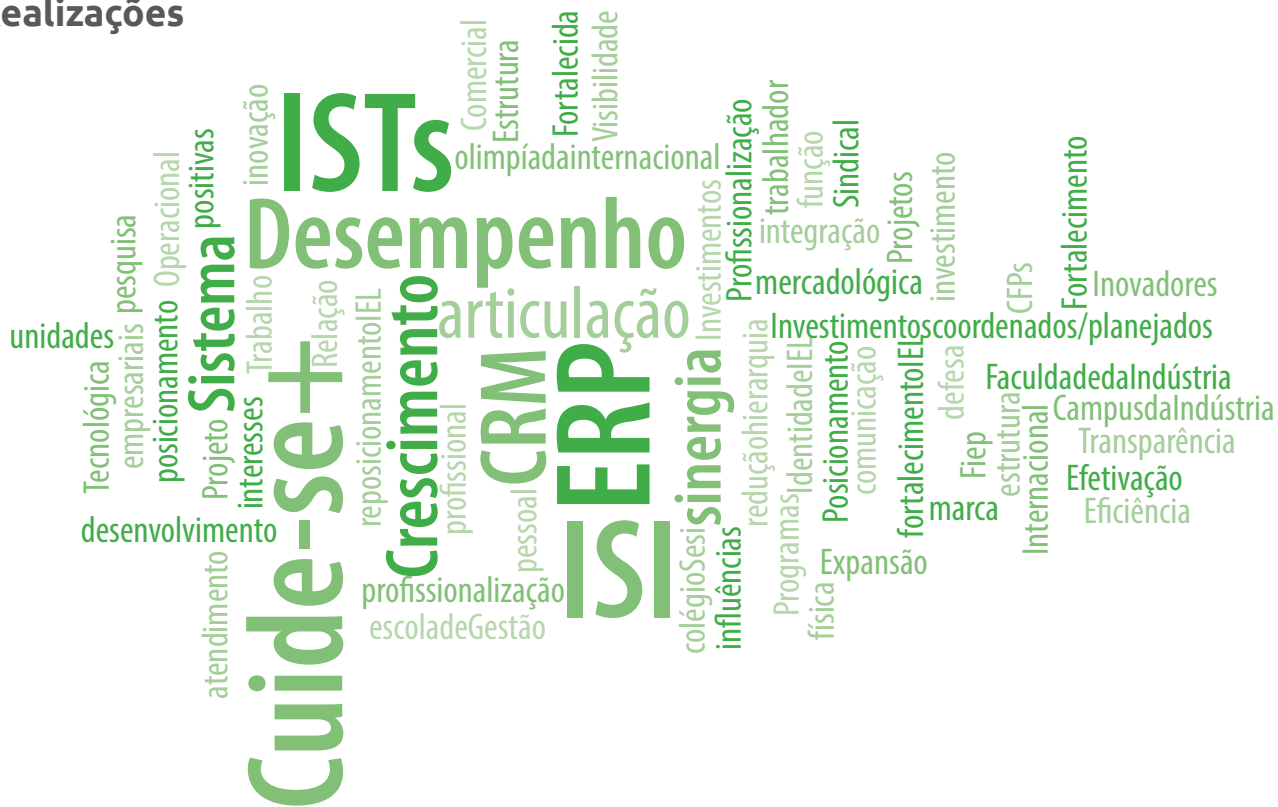 ealizações
Comercial
Estrutura
Fortalecida
Visibilidade
inovação
ISTs
olimpíadainternacional
Profissionalização
trabalhador
função
Sindical
Projetos
investimento
Fortalecimento
positivas
Operacional
pesquisa
Desempenho
Investimentos
integração
mercadológica
CFPs
Inovadores
unidades
Tecnológica
empresariais
posicionamento
Sistema
Projeto
interesses
Trabalho
Relação
reposicionamentoIEL
Crescimento
articulação
profissional
CRM
ERP
sinergia
Investimentoscoordenados/planejados
reduçãohierarquia
IdentidadeIEL
Posicionamento
comunicação
fortalecimentoIEL
defesa
FaculdadedaIndústria
CampusdaIndústria
Transparência
Fiep
estrutura
Internacional
Efetivação
Eficiência
marca
desenvolvimento
Cuide-se+
atendimento
pessoal
ISI
profissionalização
escoladeGestão
colégioSesi
influências
Programas
Expansão
física